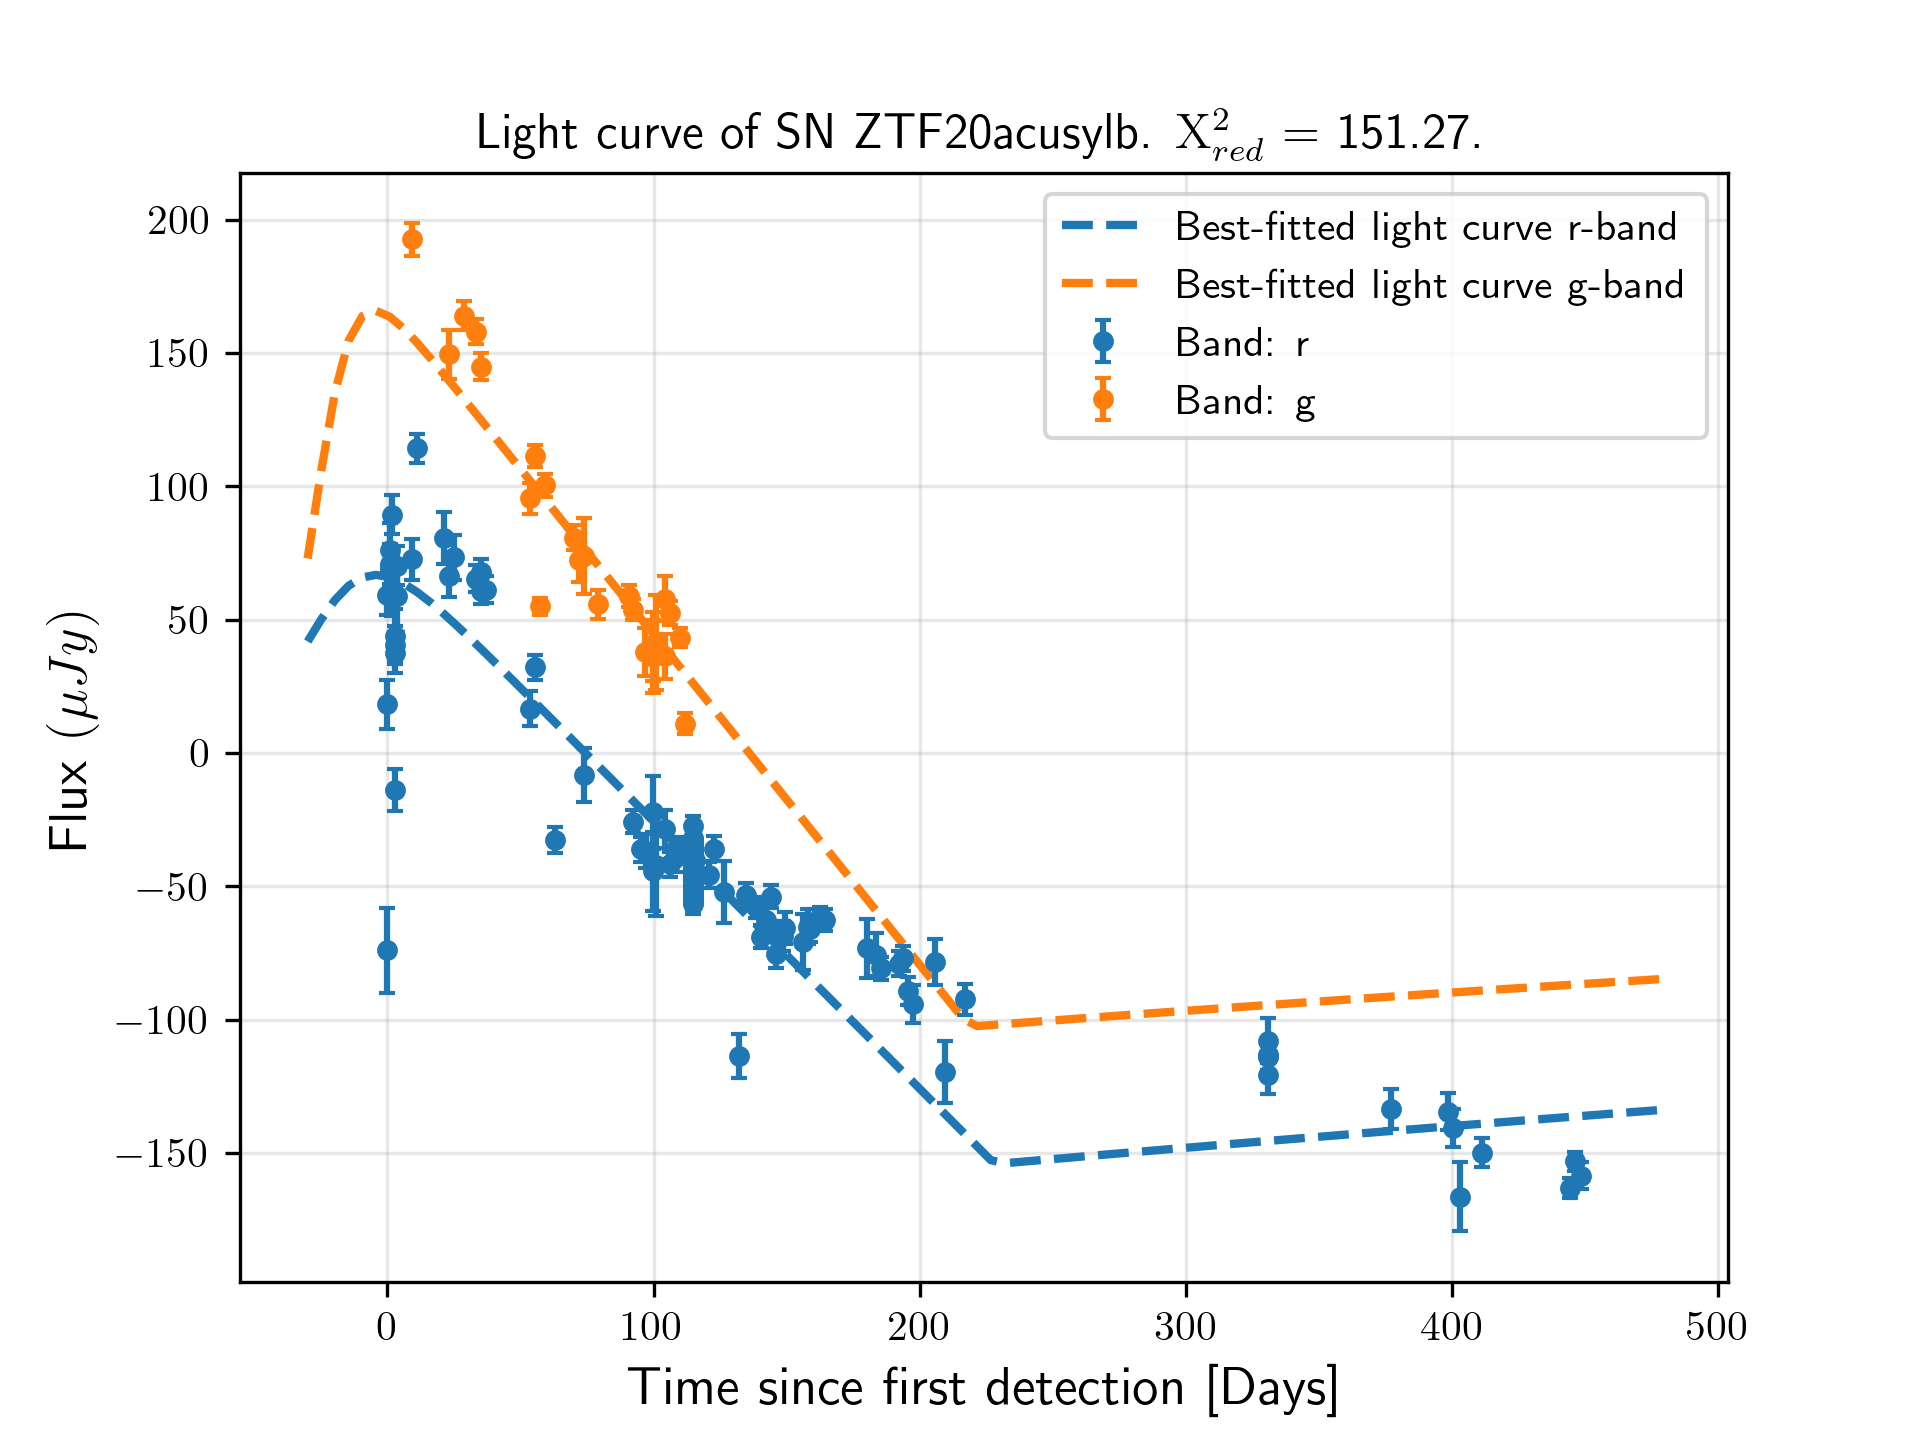 Light curve of SN ZTF20acusylb. X²_red = 151.27.
Best-fitted light curve r-band
Best-fitted light curve g-band
Band: r
Band: g
200
150
100
50
0
−50
−100
−150
Flux (μJy)
0 100 200 300 400 500
Time since first detection [Days]